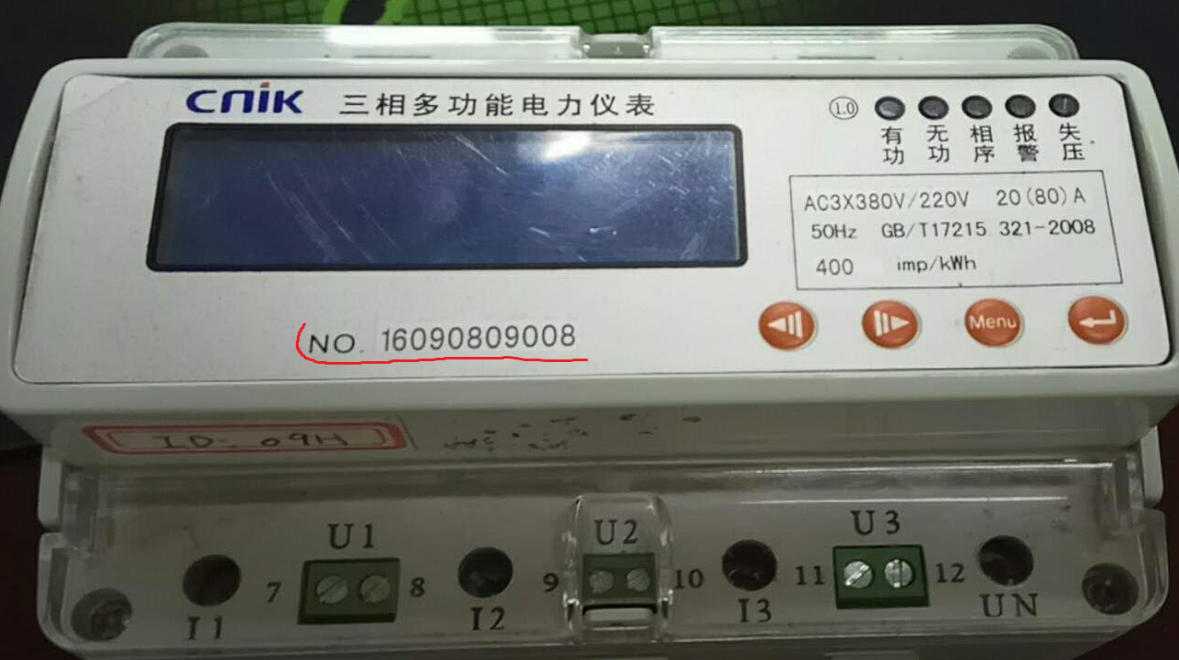 CNIK 三相多功能电力仪表
1.0
有功 无功 相序 报警 失压
AC3X380V/220V 20(80)A
50Hz GB/T17215 321-2008
400 imp/kWh
NO. 16090809008
Menu
ID: 09H
U1 U2 U3
7 8 9 10 11 12
I1 I2 I3 UN